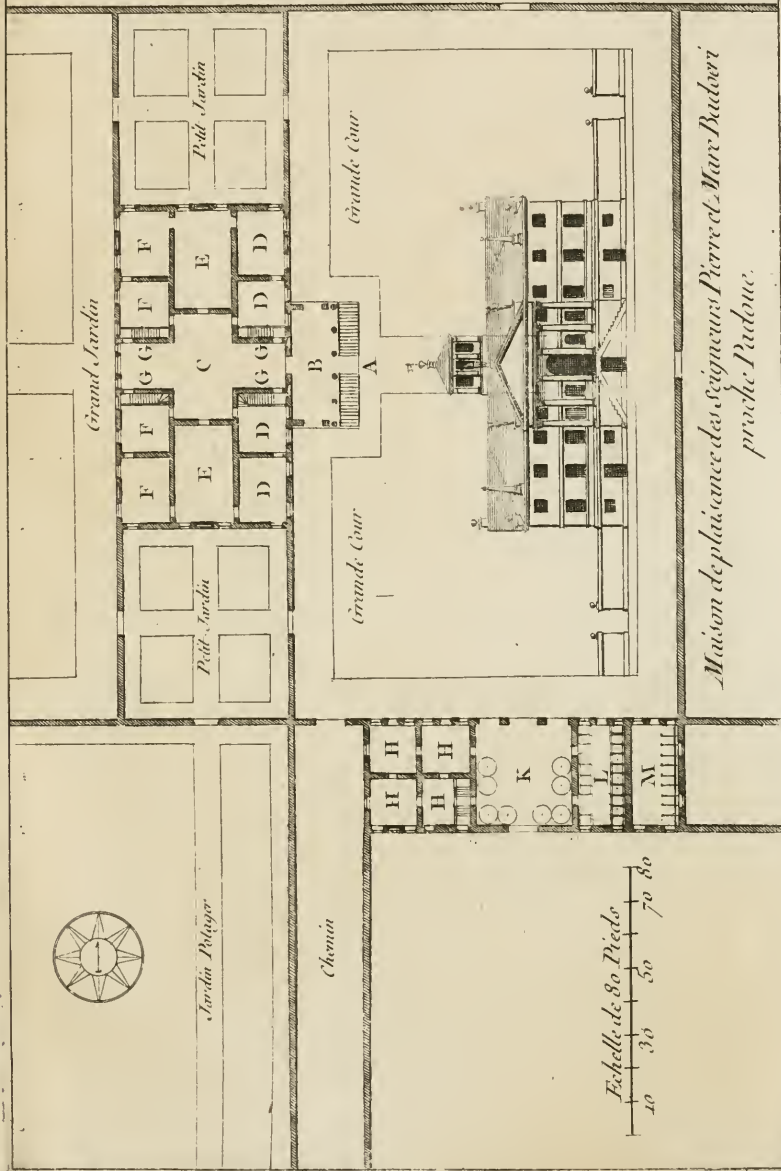 Grand Jardin
Petit Jardin
F
F
G G
F
F
E
C
E
D
D
G G
D
D
Petit Jardin
B
A
Grande Cour
Grande Cour
Jardin Potager
Chemin
H
H
H
H
K
L
M
Echelle de 80 Pieds
10 30 50 70 80
Maison de plaisance des Seigneurs Pierre et Marc Badoeri
proche Padoue.